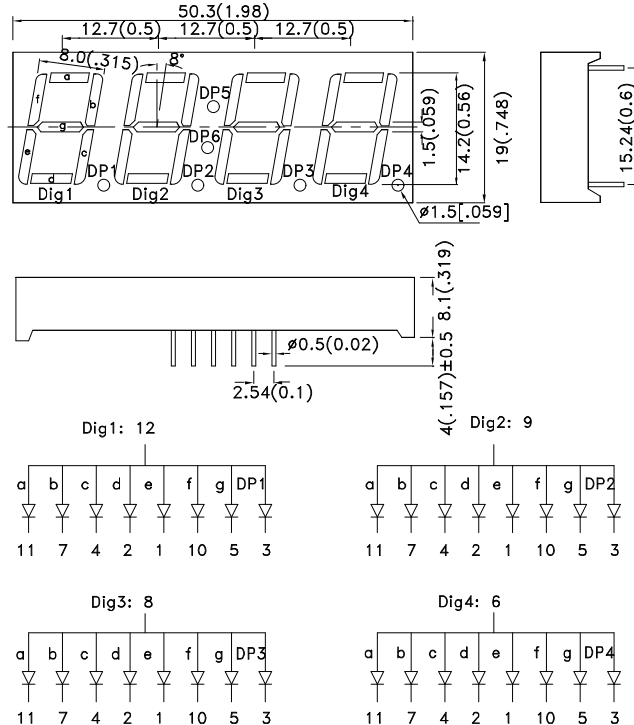 50.3(1.98)
12.7(0.5) 12.7(0.5) 12.7(0.5)
8.0(.315) 8°
a
f b
g
e c
d
DP5
DP6
DP1 DP2 DP3 DP4
Dig1 Dig2 Dig3 Dig4
1.5(.059)
14.2(0.56)
19(.748)
15.24(0.6)
ø1.5[.059]
8.1(.319)
ø0.5(0.02)
2.54(0.1)
4(.157)±0.5
Dig1: 12
a b c d e f g DP1
11 7 4 2 1 10 5 3
Dig2: 9
a b c d e f g DP2
11 7 4 2 1 10 5 3
Dig3: 8
a b c d e f g DP3
11 7 4 2 1 10 5 3
Dig4: 6
a b c d e f g DP4
11 7 4 2 1 10 5 3